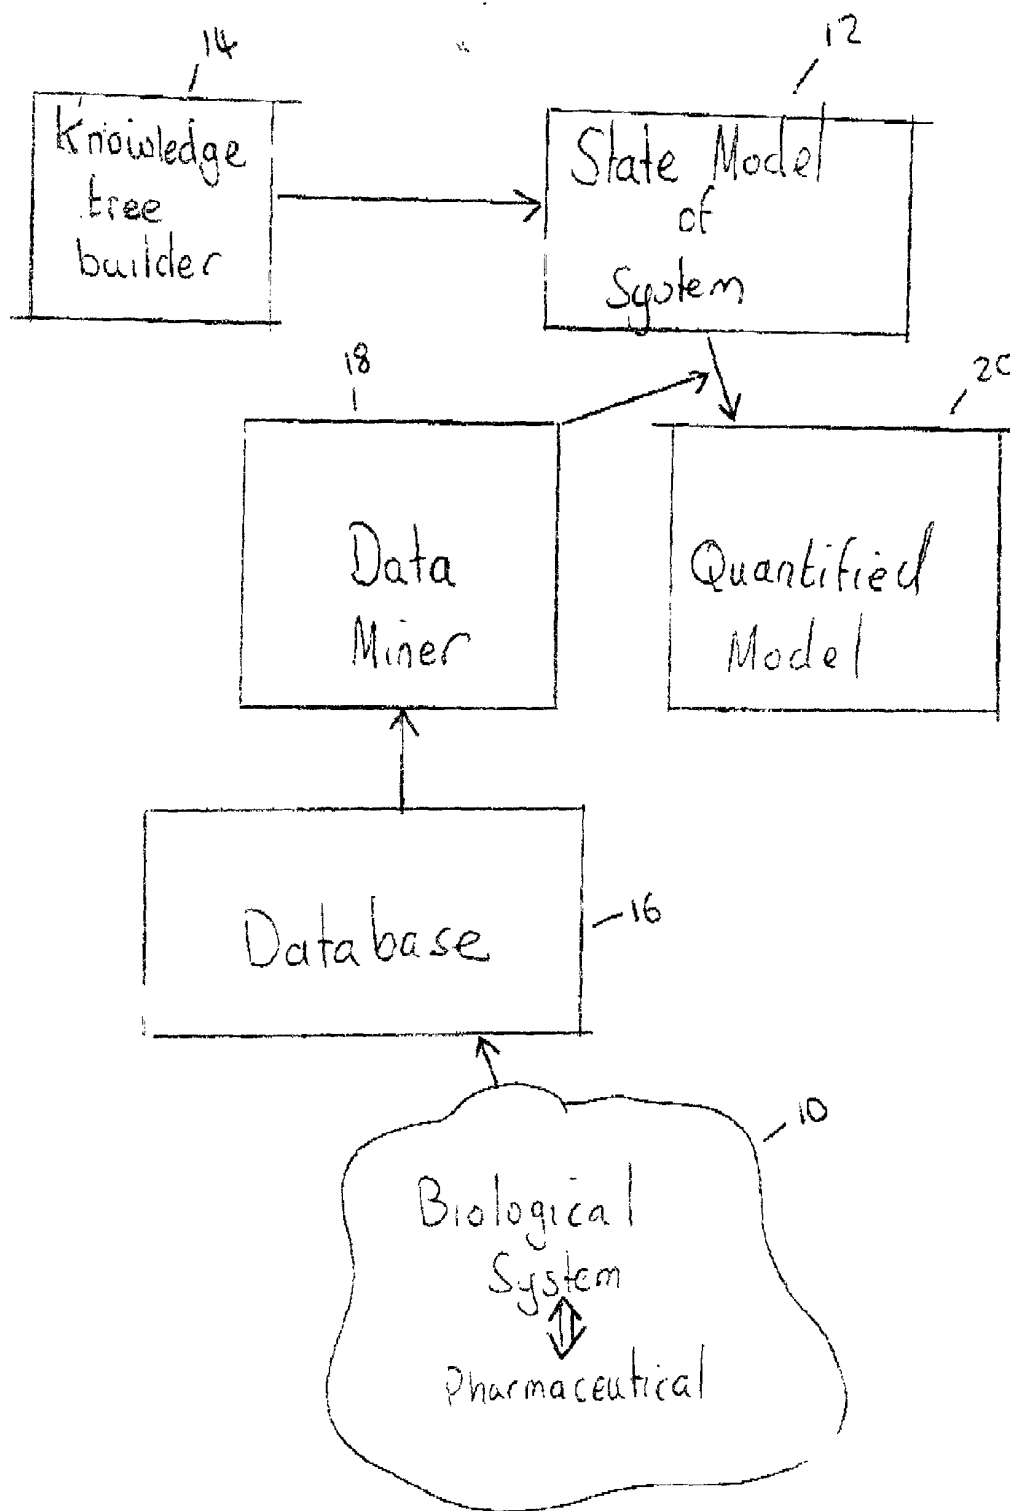 14
Knowledge
tree
builder
12
State Model
of
System
18
Data
Miner
20
Quantified
Model
Database
16
10
Biological
System
Pharmaceutical